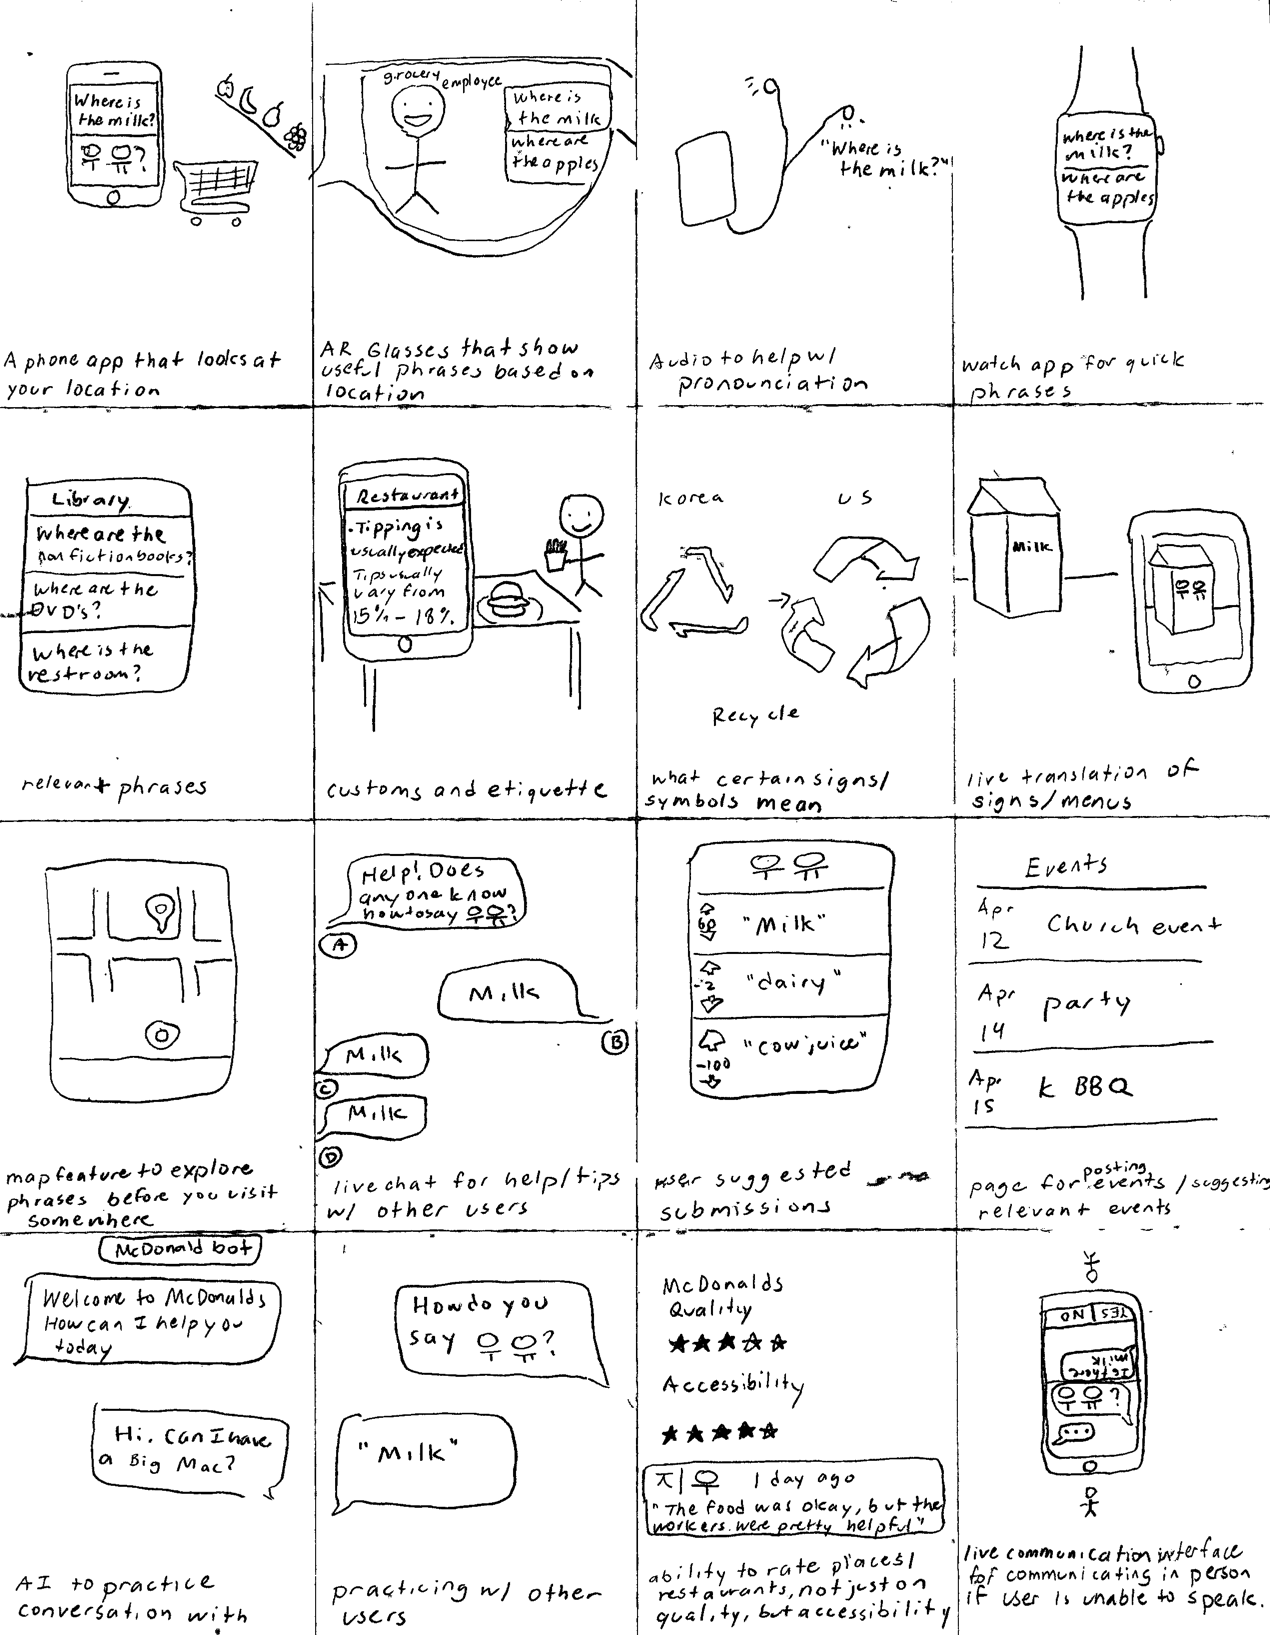 Where is
the milk?
우유?
A phone app that looks at
your location
grocery
employee
Where is
the milk
Where are
the apples
AR Glasses that show
useful phrases based on
location
"Where is
the milk?"
Audio to help w/
pronounciation
Where is the
milk?
Where are
the apples
watch app for quick
phrases
Library
Where are the
non fiction books?
Where are the
DVD's?
Where is the
restroom?
relevant phrases
Restaurant
• Tipping is
usually expected
Tips usually
vary from
15% - 18%.
customs and etiquette
Korea
US
Recycle
what certain signs/
symbols mean
Milk
우유
live translation of
signs/menus
map feature to explore
phrases before you visit
somewhere
Help! Does
anyone know
how to say 우유?
A
Milk
B
Milk
C
Milk
D
live chat for help/tips
w/ other users
우유
60
"Milk"
-2
"dairy"
-100
"cow juice"
user suggested
submissions
Events
Apr
12
Church event
Apr
14
party
Apr
15
K BBQ
page for posting events/suggesting
relevant events
McDonald bot
Welcome to McDonalds
How can I help you
today
Hi. Can I have
a Big Mac?
AI to practice
conversation with
How do you
say 우유?
"Milk"
practicing w/ other
users
McDonalds
Quality
Accessibility
지우 1 day ago
"The food was okay, but the
workers were pretty helpful"
ability to rate places/
restaurants, not just on
quality, but accessibility
YES NO
Is there
milk
우유?
...
live communication interface
for communicating in person
if user is unable to speak.